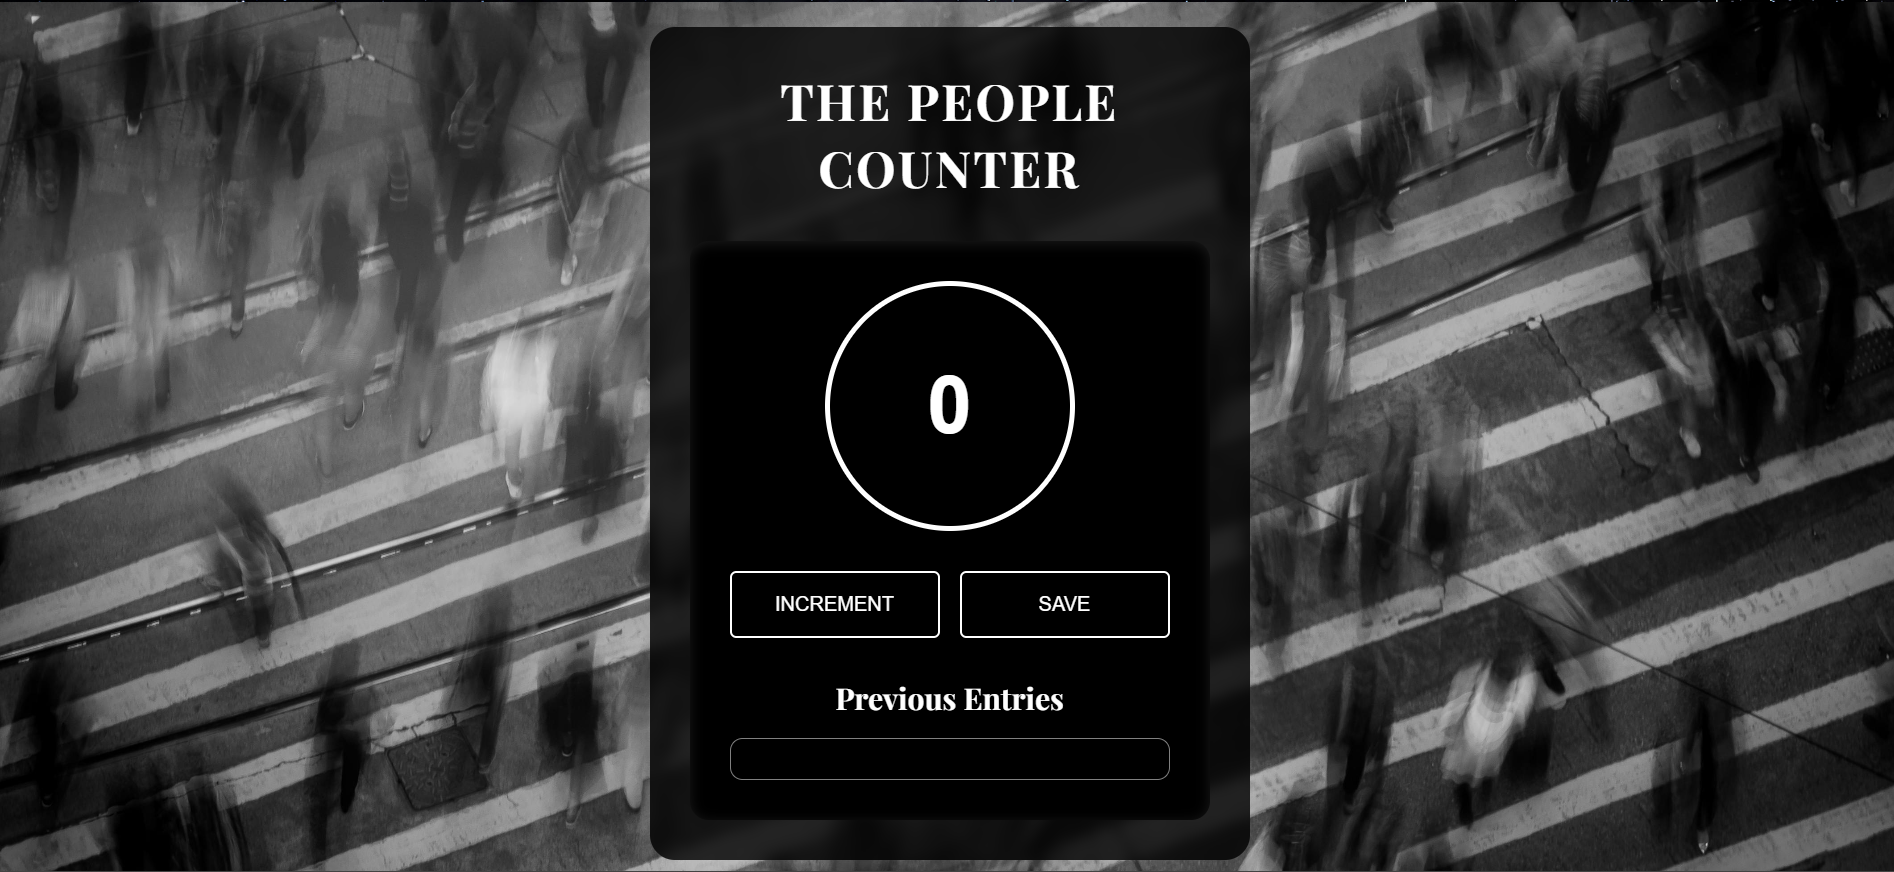 THE PEOPLE
COUNTER
0
INCREMENT
SAVE
Previous Entries